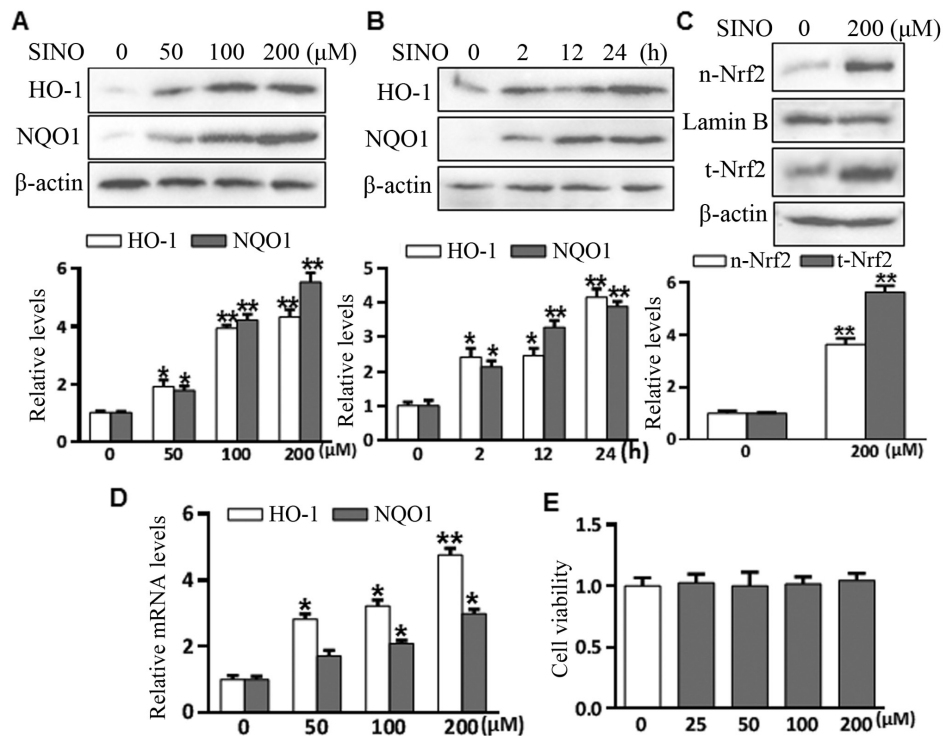 A
SINO 0 50 100 200 (μM)
HO-1
NQO1
β-actin
HO-1 NQO1
Relative levels
6
4
2
0
* * ** ** ** **
0 50 100 200 (μM)
B
SINO 0 2 12 24 (h)
HO-1
NQO1
β-actin
HO-1 NQO1
Relative levels
5
4
3
2
1
0
* * * ** ** **
0 2 12 24 (h)
C
SINO 0 200 (μM)
n-Nrf2
Lamin B
t-Nrf2
β-actin
n-Nrf2 t-Nrf2
Relative levels
6
4
2
0
** **
0 200 (μM)
D
HO-1 NQO1
Relative mRNA levels
6
4
2
0
* * * ** *
0 50 100 200 (μM)
E
Cell viability
1.5
1.0
0.5
0.0
0 25 50 100 200 (μM)